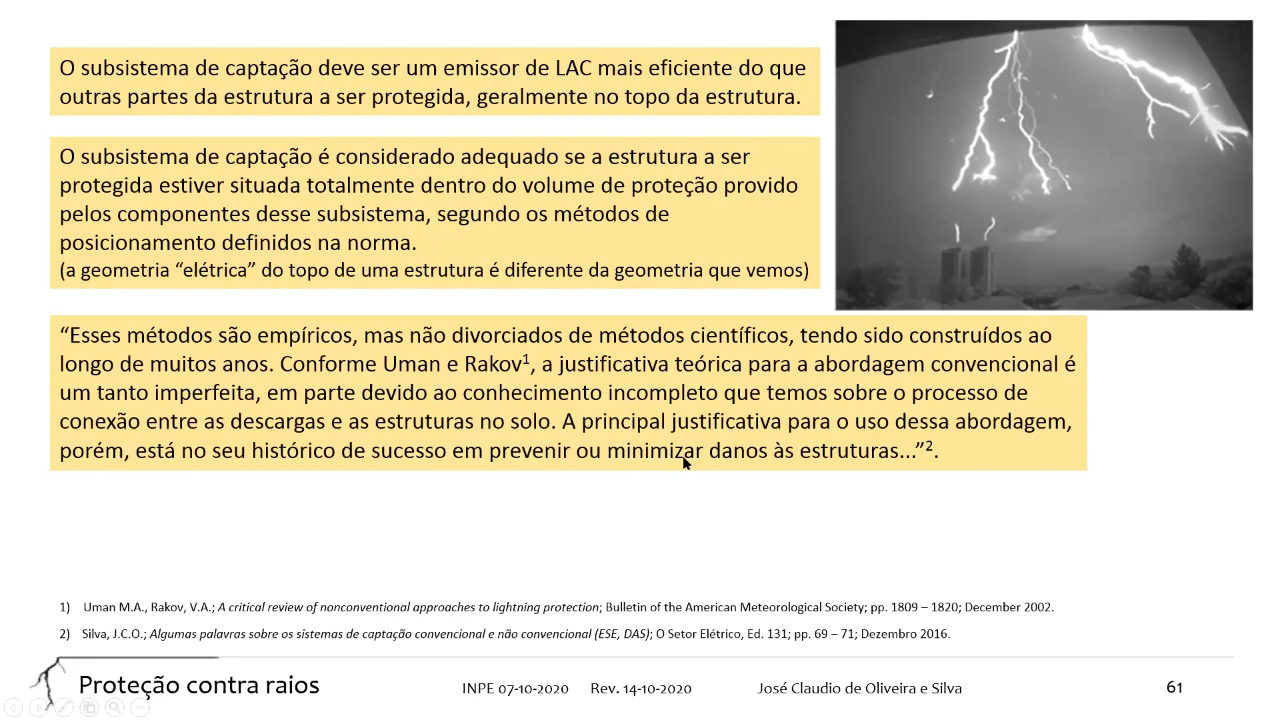 O subsistema de captação deve ser um emissor de LAC mais eficiente do que
outras partes da estrutura a ser protegida, geralmente no topo da estrutura.
O subsistema de captação é considerado adequado se a estrutura a ser
protegida estiver situada totalmente dentro do volume de proteção provido
pelos componentes desse subsistema, segundo os métodos de
posicionamento definidos na norma.
(a geometria “elétrica” do topo de uma estrutura é diferente da geometria que vemos)
“Esses métodos são empíricos, mas não divorciados de métodos científicos, tendo sido construídos ao
longo de muitos anos. Conforme Uman e Rakov¹, a justificativa teórica para a abordagem convencional é
um tanto imperfeita, em parte devido ao conhecimento incompleto que temos sobre o processo de
conexão entre as descargas e as estruturas no solo. A principal justificativa para o uso dessa abordagem,
porém, está no seu histórico de sucesso em prevenir ou minimizar danos às estruturas...”².
1) Uman M.A., Rakov, V.A.; A critical review of nonconventional approaches to lightning protection; Bulletin of the American Meteorological Society; pp. 1809 – 1820; December 2002.
2) Silva, J.C.O.; Algumas palavras sobre os sistemas de captação convencional e não convencional (ESE, DAS); O Setor Elétrico, Ed. 131; pp. 69 – 71; Dezembro 2016.
Proteção contra raios INPE 07-10-2020 Rev. 14-10-2020 José Claudio de Oliveira e Silva 61